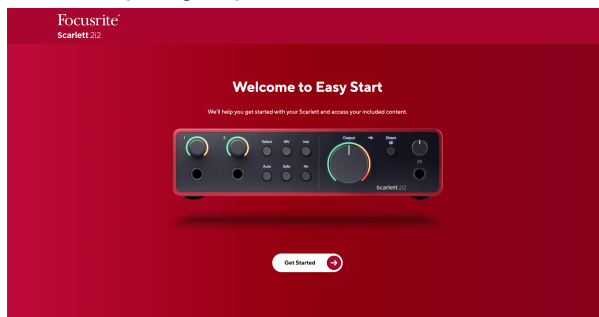 Focusrite®
Scarlett 2i2
Welcome to Easy Start
We'll help you get started with your Scarlett and access your included content.
1
2
Select
48V
Inst
Output
Direct
Auto
Safe
Air
Scarlett 2i2
Get Started